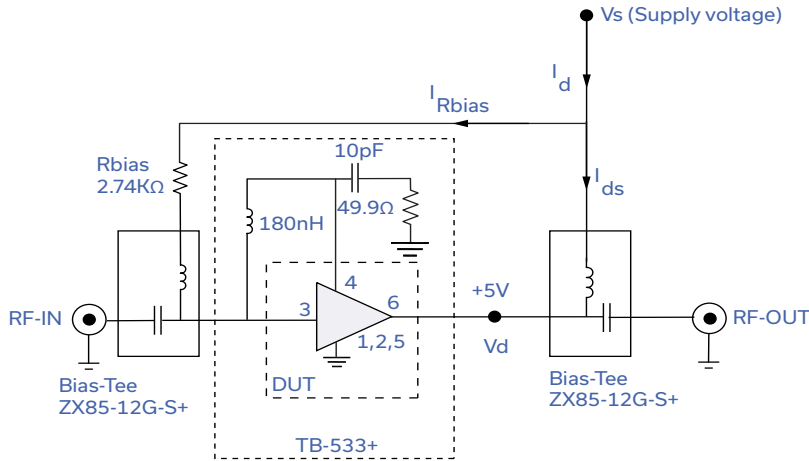 Vs (Supply voltage)
Id
IRbias
Rbias
2.74KΩ
10pF
49.9Ω
180nH
Ids
4
3
6
1,2,5
+5V
Vd
RF-IN
RF-OUT
DUT
Bias-Tee
ZX85-12G-S+
Bias-Tee
ZX85-12G-S+
TB-533+